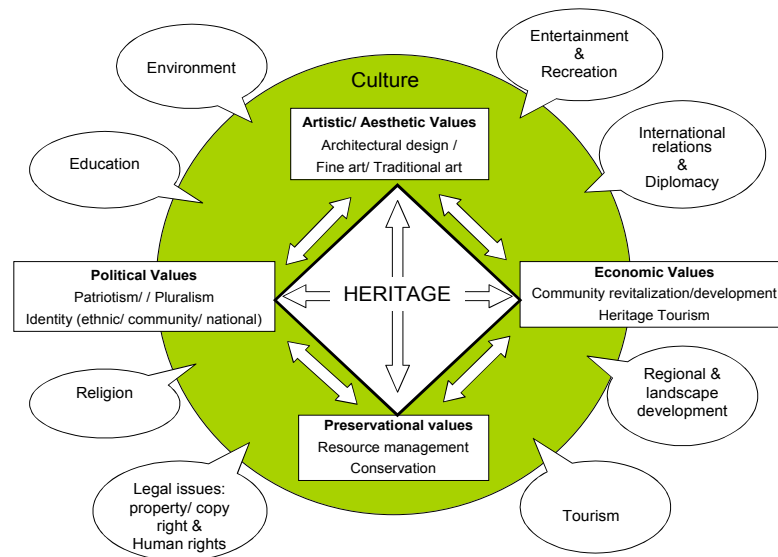 Culture
Environment
Entertainment
&
Recreation
Education
International
relations
&
Diplomacy
Artistic/ Aesthetic Values
Architectural design /
Fine art/ Traditional art
Political Values
Patriotism/ / Pluralism
Identity (ethnic/ community/ national)
HERITAGE
Economic Values
Community revitalization/development
Heritage Tourism
Religion
Regional &
landscape
development
Preservational values
Resource management
Conservation
Legal issues:
property/ copy
right &
Human rights
Tourism